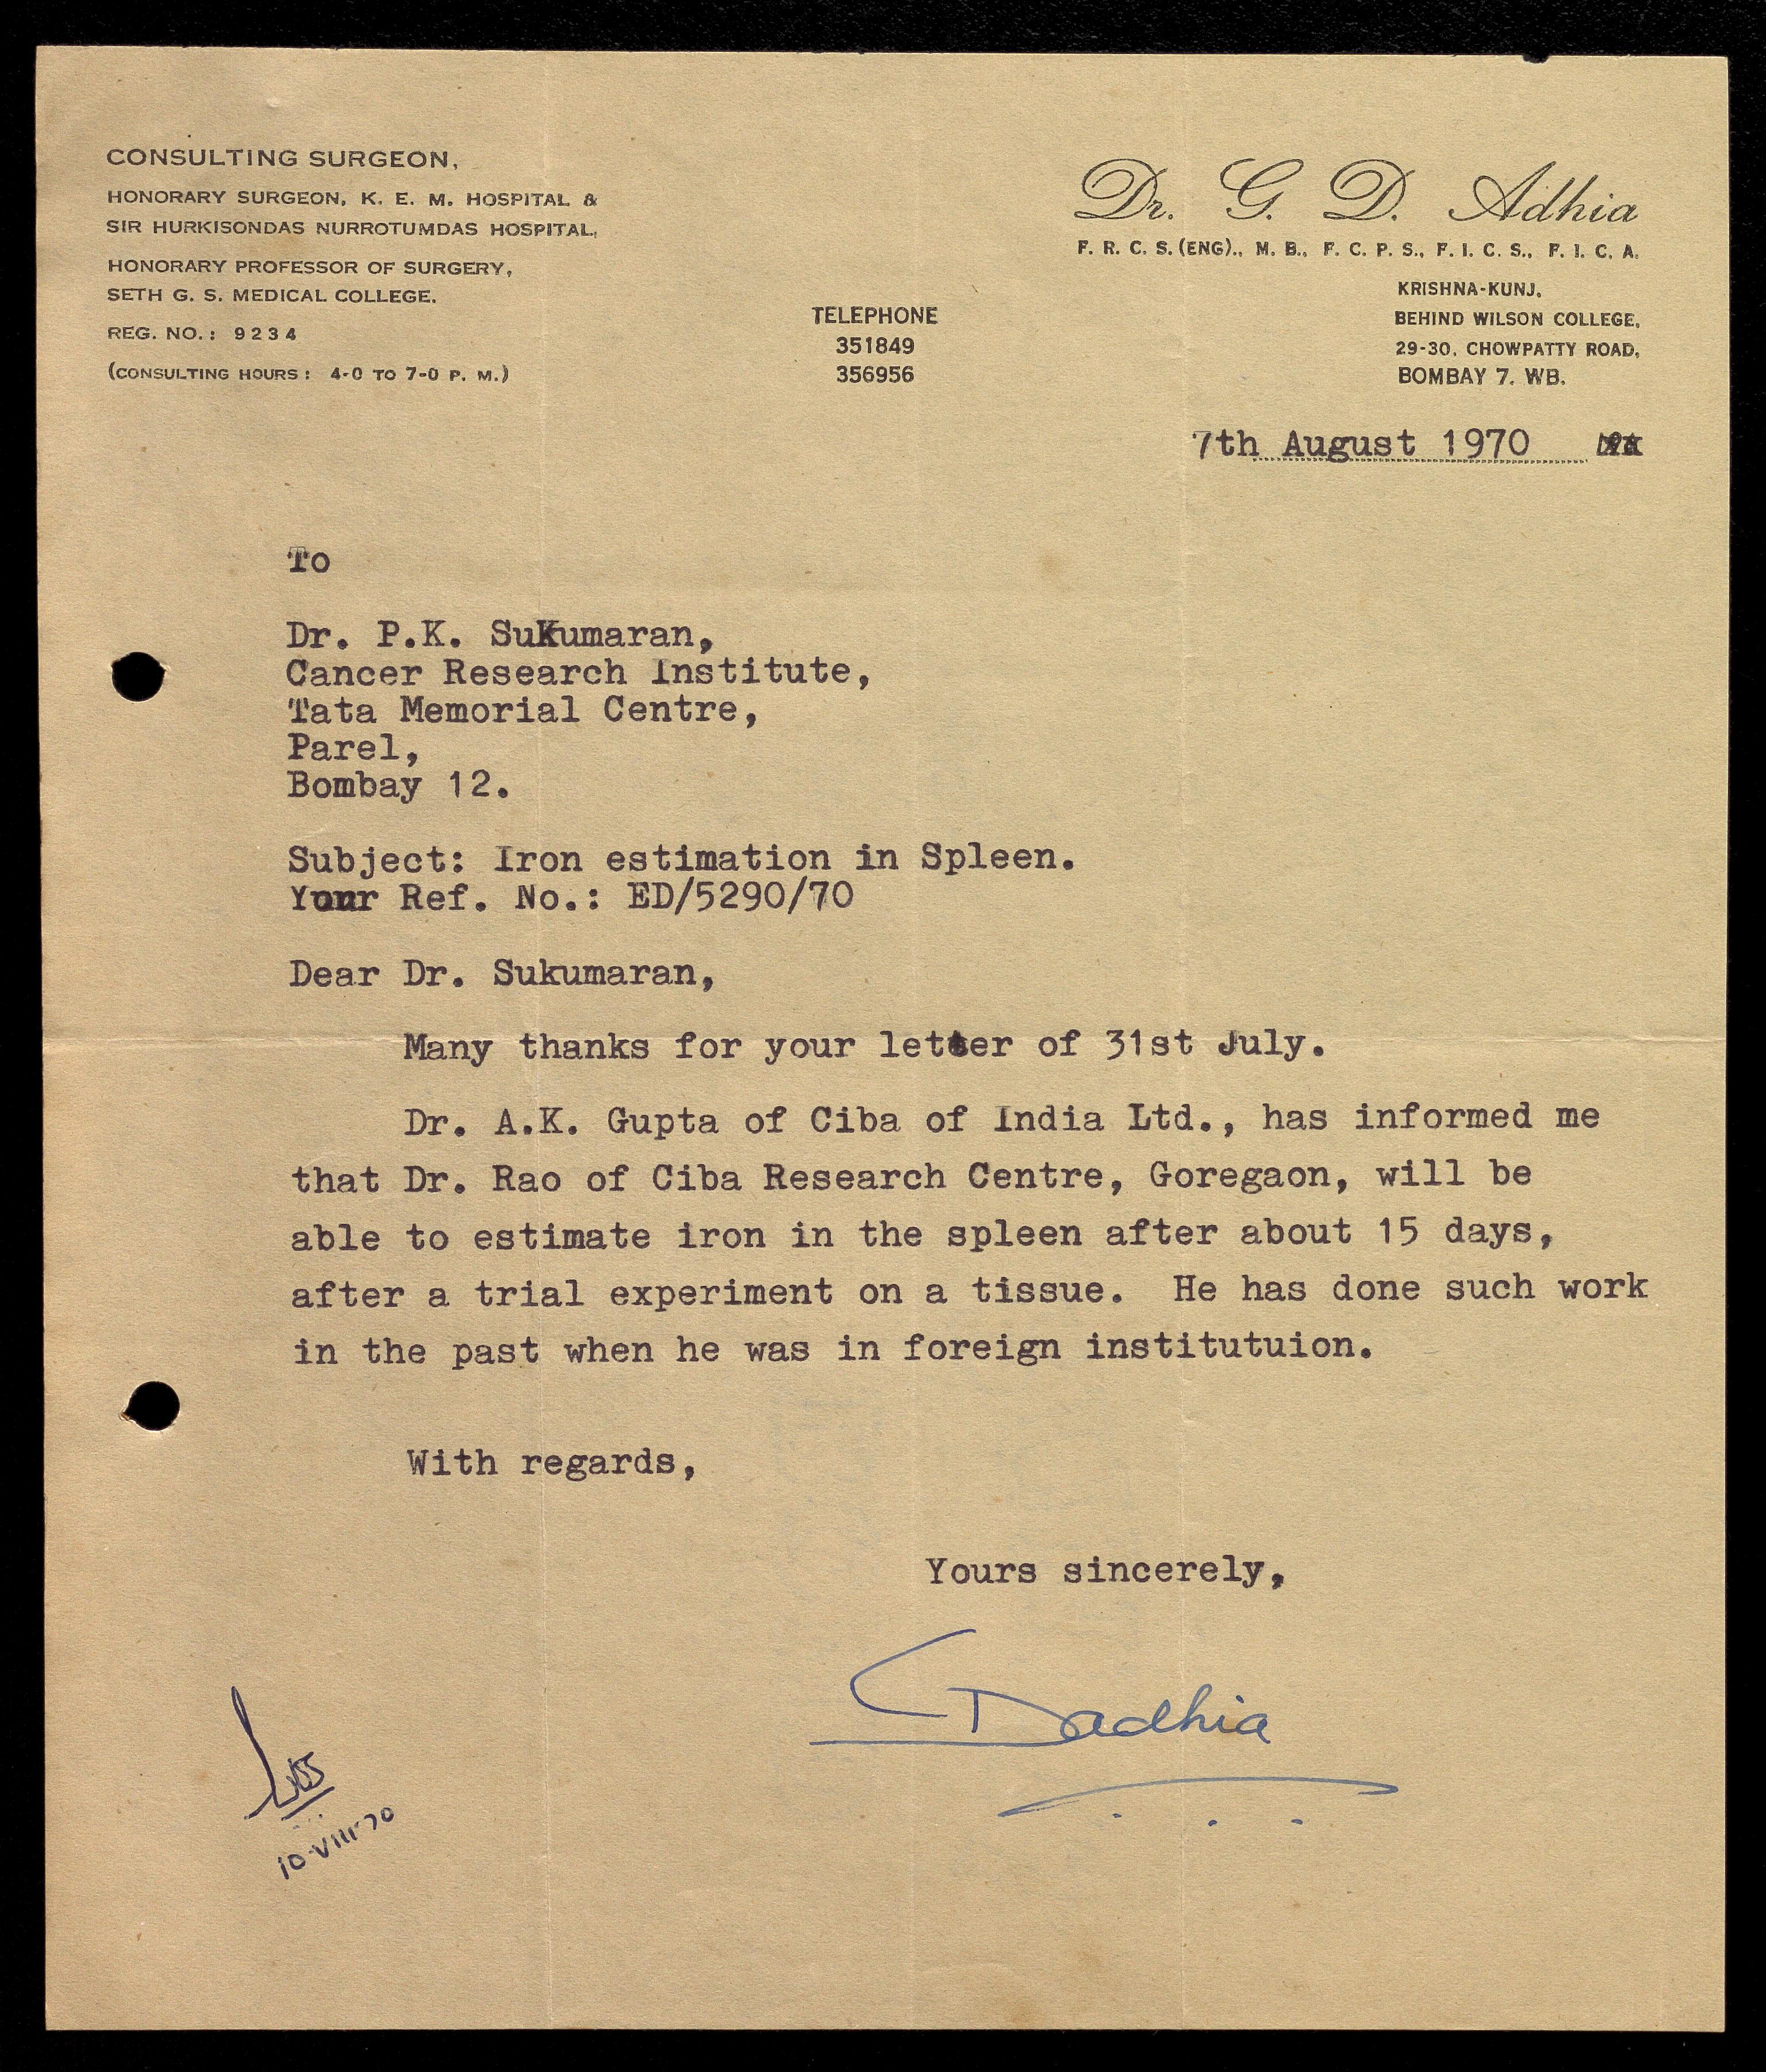 CONSULTING SURGEON,
HONORARY SURGEON, K. E. M. HOSPITAL &
SIR HURKISONDAS NURROTUMDAS HOSPITAL,
HONORARY PROFESSOR OF SURGERY,
SETH G. S. MEDICAL COLLEGE.
REG. NO.: 9234
(CONSULTING HOURS: 4-0 TO 7-0 P. M.)
TELEPHONE
351849
356956
Dr. G. D. Adhia
F. R. C. S. (ENG)., M. B., F. C. P. S., F. I. C. S., F. I. C. A.
KRISHNA-KUNJ,
BEHIND WILSON COLLEGE,
29-30, CHOWPATTY ROAD,
BOMBAY 7. WB.
7th August 1970
To
Dr. P.K. SuKumaran,
Cancer Research Institute,
Tata Memorial Centre,
Parel,
Bombay 12.
Subject: Iron estimation in Spleen.
Your Ref. No.: ED/5290/70
Dear Dr. Sukumaran,
Many thanks for your letter of 31st July.
Dr. A.K. Gupta of Ciba of India Ltd., has informed me
that Dr. Rao of Ciba Research Centre, Goregaon, will be
able to estimate iron in the spleen after about 15 days,
after a trial experiment on a tissue. He has done such work
in the past when he was in foreign institutuion.
With regards,
Yours sincerely,
GDadhia
10-VIII-70